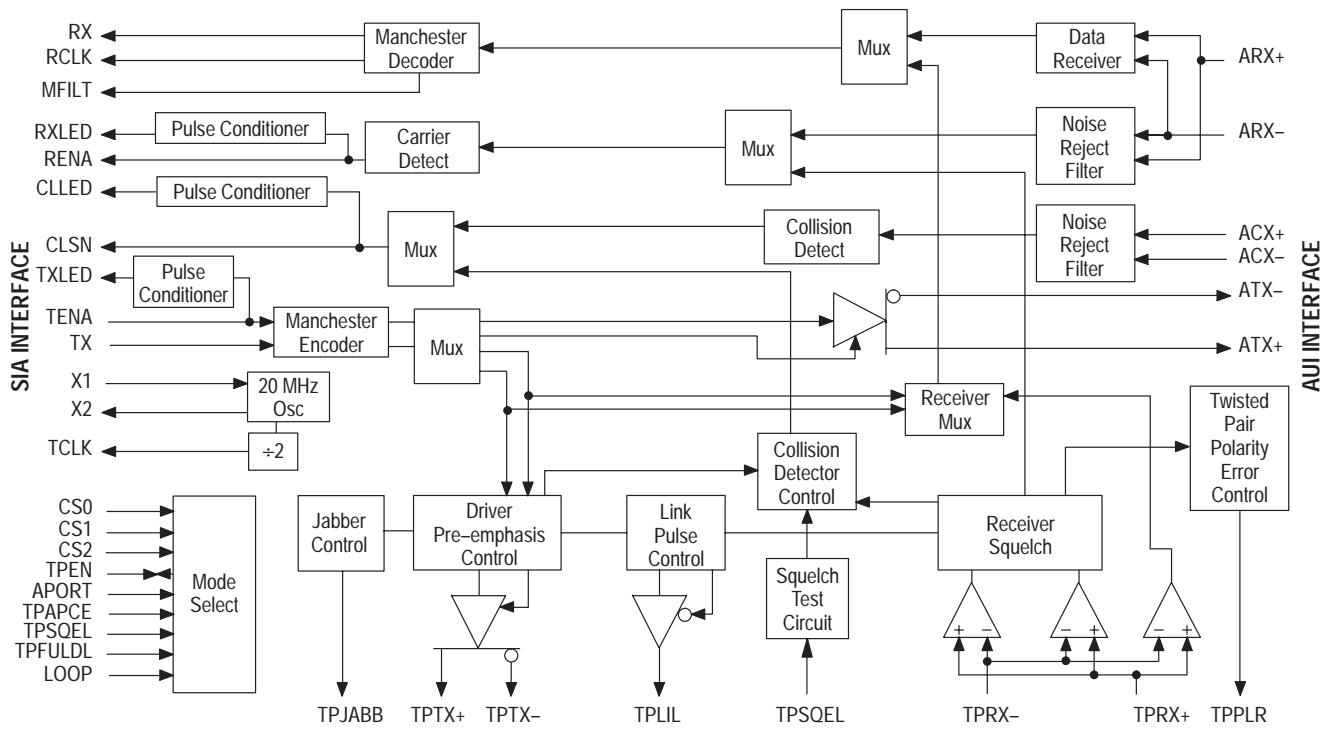 SIA INTERFACE
RX
RCLK
MFILT
RXLED
RENA
CLLED
CLSN
TXLED
TENA
TX
X1
X2
TCLK
CS0
CS1
CS2
TPEN
APORT
TPAPCE
TPSQEL
TPFULDL
LOOP
Manchester
Decoder
Mux
Data
Receiver
Pulse Conditioner
Carrier
Detect
Mux
Noise
Reject
Filter
Pulse Conditioner
Mux
Collision
Detect
Noise
Reject
Filter
Pulse
Conditioner
Manchester
Encoder
Mux
20 MHz
Osc
÷2
Receiver
Mux
Twisted
Pair
Polarity
Error
Control
Collision
Detector
Control
Mode
Select
Jabber
Control
Driver
Pre–emphasis
Control
Link
Pulse
Control
Squelch
Test
Circuit
Receiver
Squelch
+ –
– +
– +
ARX+
ARX–
ACX+
ACX–
ATX–
ATX+
AUI INTERFACE
TPJABB
TPTX+
TPTX–
TPLIL
TPSQEL
TPRX–
TPRX+
TPPLR